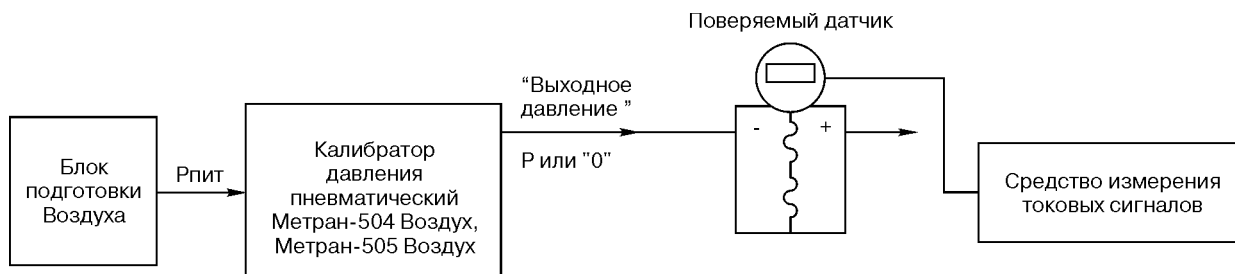 Поверяемый датчик
“Выходное
давление ”
Р или "0"
- +
Блок
подготовки
Воздуха
Рпит
Калибратор
давления
пневматический
Метран-504 Воздух,
Метран-505 Воздух
Средство измерения
токовых сигналов